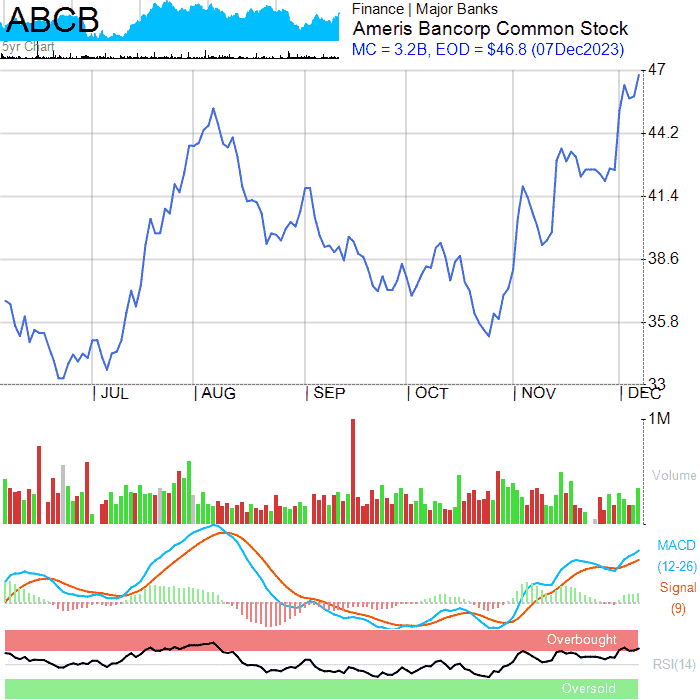 ABCB
5yr Chart
Finance | Major Banks
Ameris Bancorp Common Stock
MC = 3.2B, EOD = $46.8 (07Dec2023)
47
44.2
41.4
38.6
35.8
33
JUL AUG SEP OCT NOV DEC
1M
Volume
MACD
(12-26)
Signal
(9)
Overbought
RSI(14)
Oversold